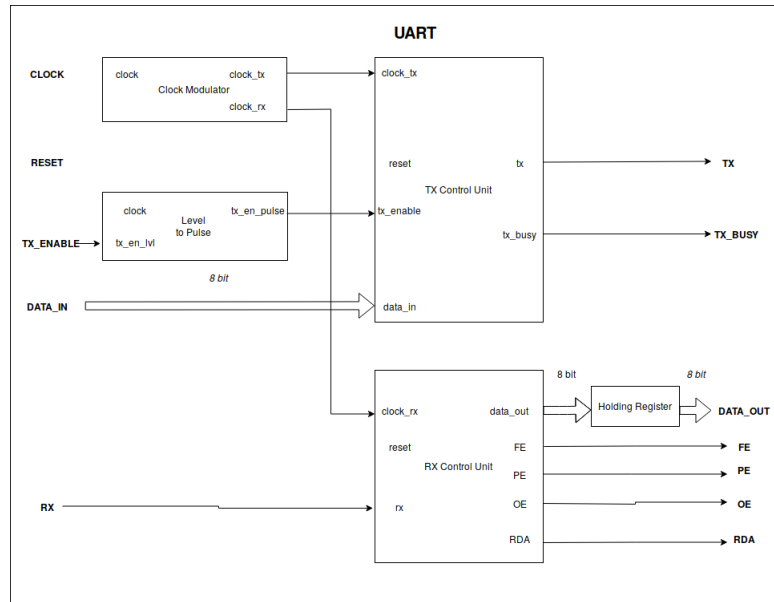 UART
CLOCK
clock
clock_tx
Clock Modulator
clock_rx
clock_tx
RESET
reset
tx
TX
TX Control Unit
clock
tx_en_pulse
tx_enable
Level
to Pulse
TX_ENABLE
tx_en_lvl
tx_busy
TX_BUSY
8 bit
DATA_IN
data_in
8 bit
8 bit
clock_rx
data_out
Holding Register
DATA_OUT
reset
FE
FE
RX Control Unit
PE
PE
RX
rx
OE
OE
RDA
RDA